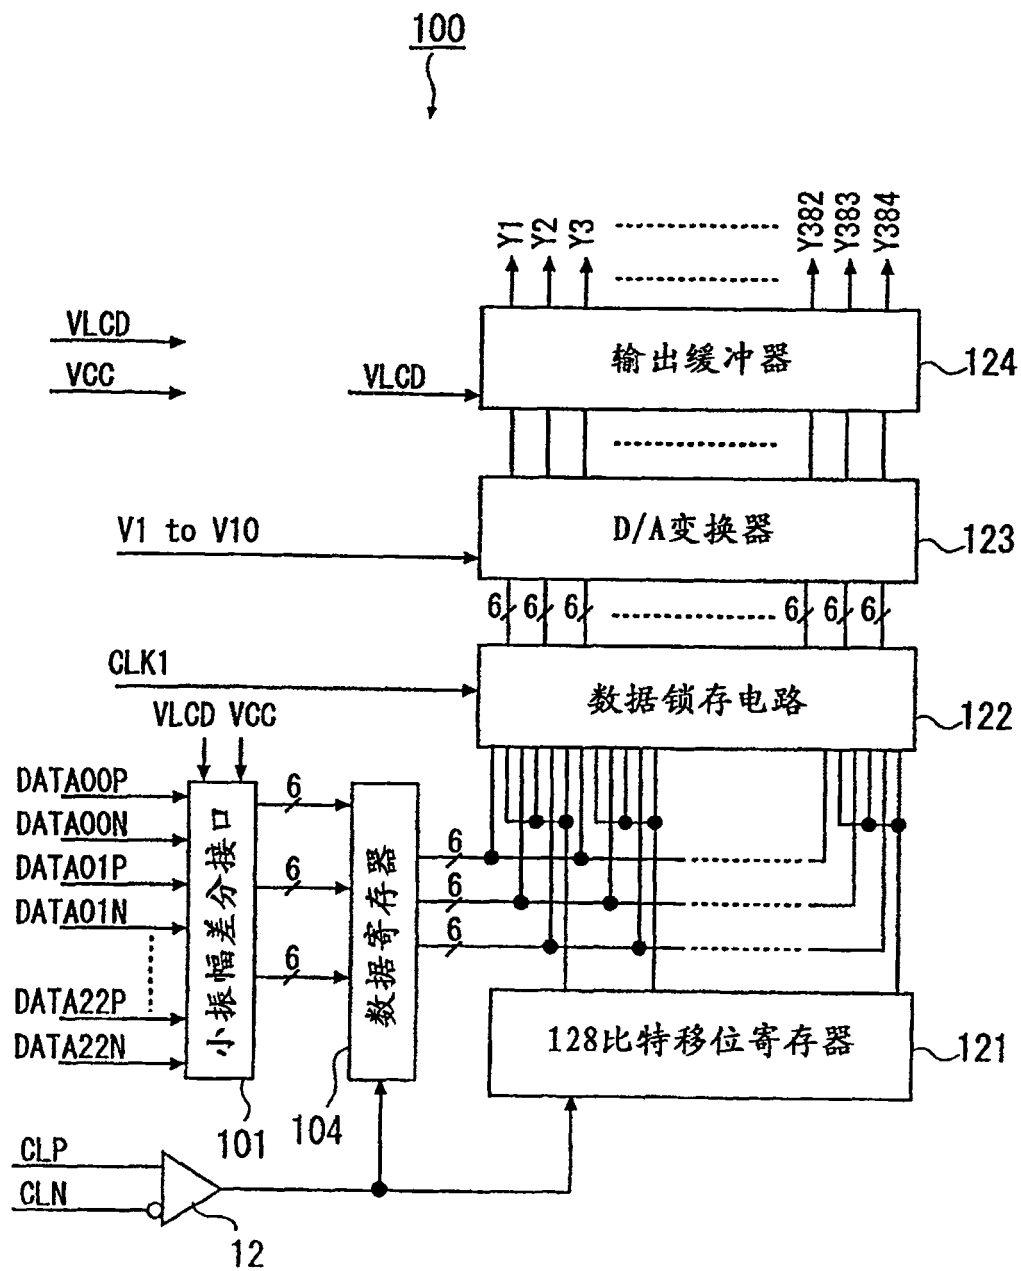 100
Y1
Y2
Y3
Y382
Y383
Y384
VLCD
VCC
VLCD
输出缓冲器
124
V1 to V10
D/A变换器
123
6
6
6
6
6
6
CLK1
数据锁存电路
122
VLCD VCC
DATA00P
DATA00N
DATA01P
DATA01N
DATA22P
DATA22N
小振幅差分接口
101
6
6
6
数据寄存器
104
6
6
6
128比特移位寄存器
121
CLP
CLN
12